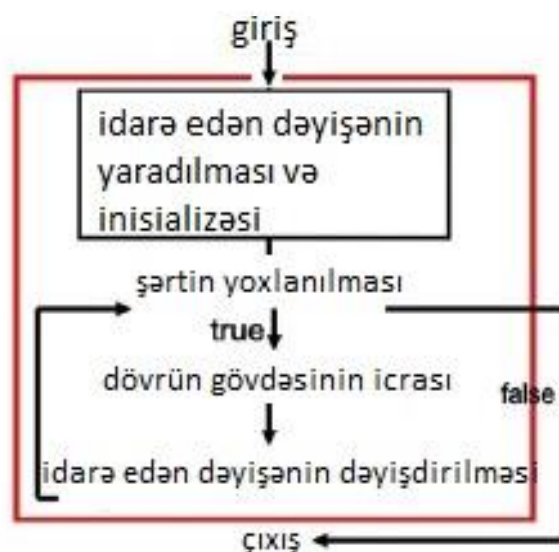 giriş
idarə edən dəyişənin
yaradılması və
inisializəsi
şərtin yoxlanılması
true
dövrün gövdəsinin icrası
false
idarə edən dəyişənin dəyişdirilməsi
çıxış